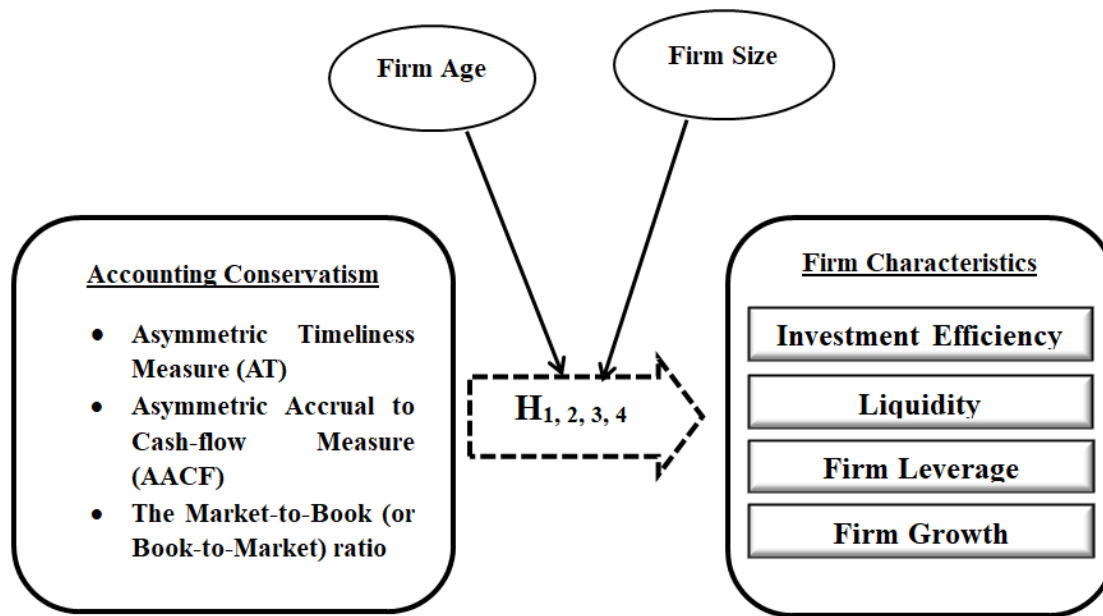 Firm Age
Firm Size
Accounting Conservatism
● Asymmetric Timeliness
Measure (AT)
● Asymmetric Accrual to
Cash-flow Measure
(AACF)
● The Market-to-Book (or
Book-to-Market) ratio
H1, 2, 3, 4
Firm Characteristics
Investment Efficiency
Liquidity
Firm Leverage
Firm Growth